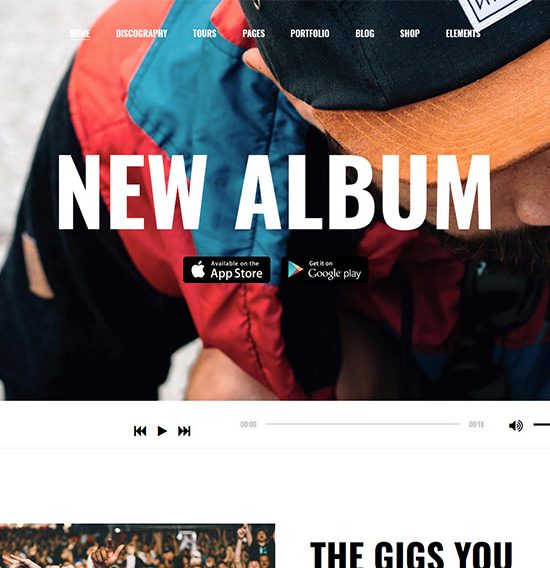 HOME DISCOGRAPHY TOURS PAGES PORTFOLIO BLOG SHOP ELEMENTS
NEW ALBUM
Available on the
App Store
Get it on
Google play
00:00 00:18
THE GIGS YOU